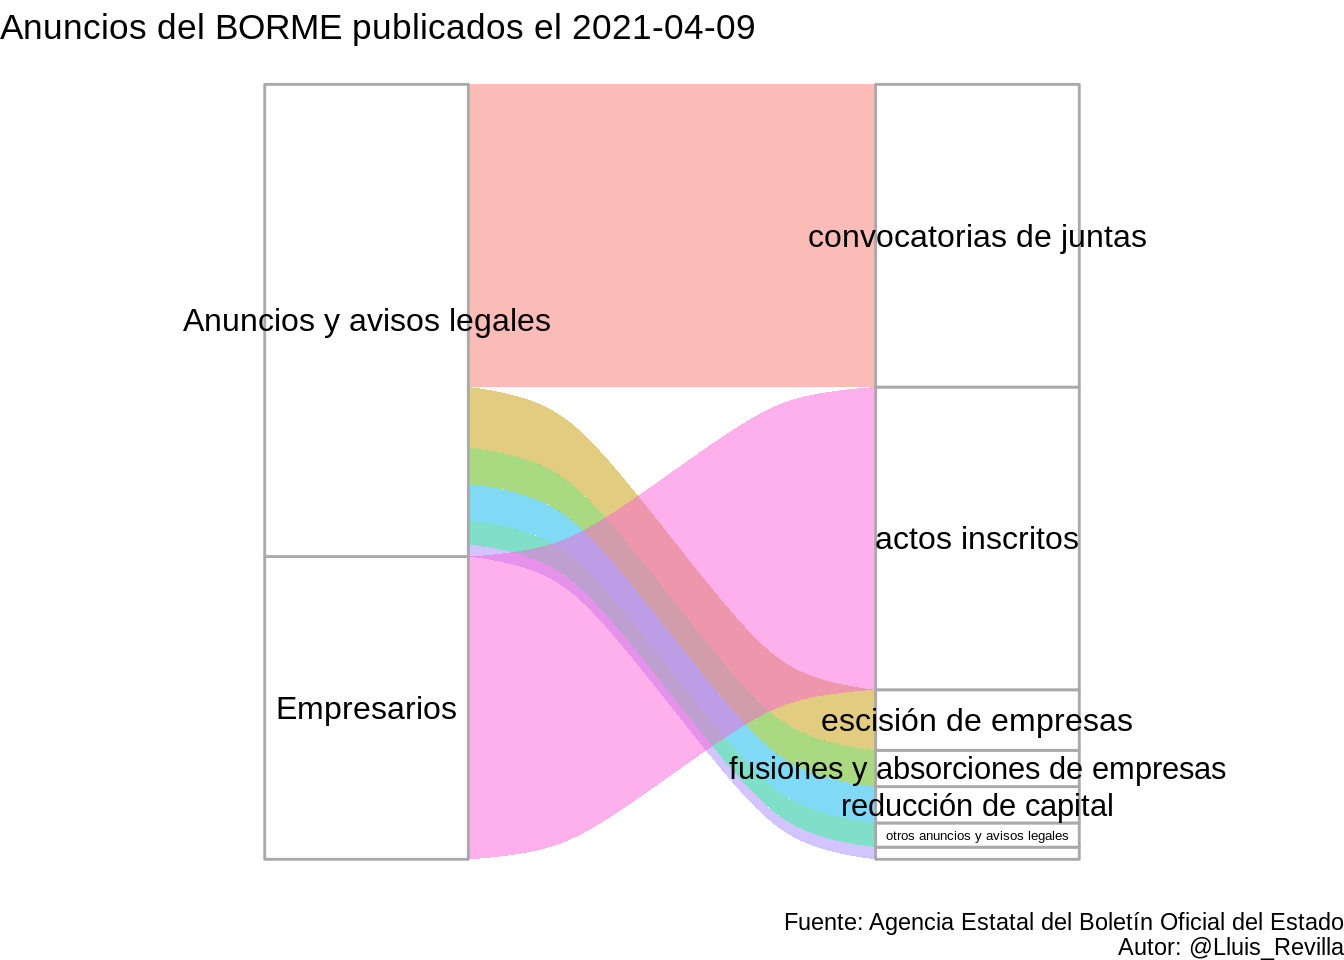 Anuncios del BORME publicados el 2021-04-09
convocatorias de juntas
Anuncios y avisos legales
actos inscritos
Empresarios
escisión de empresas
fusiones y absorciones de empresas
reducción de capital
otros anuncios y avisos legales
Fuente: Agencia Estatal del Boletín Oficial del Estado
Autor: @Lluis_Revilla